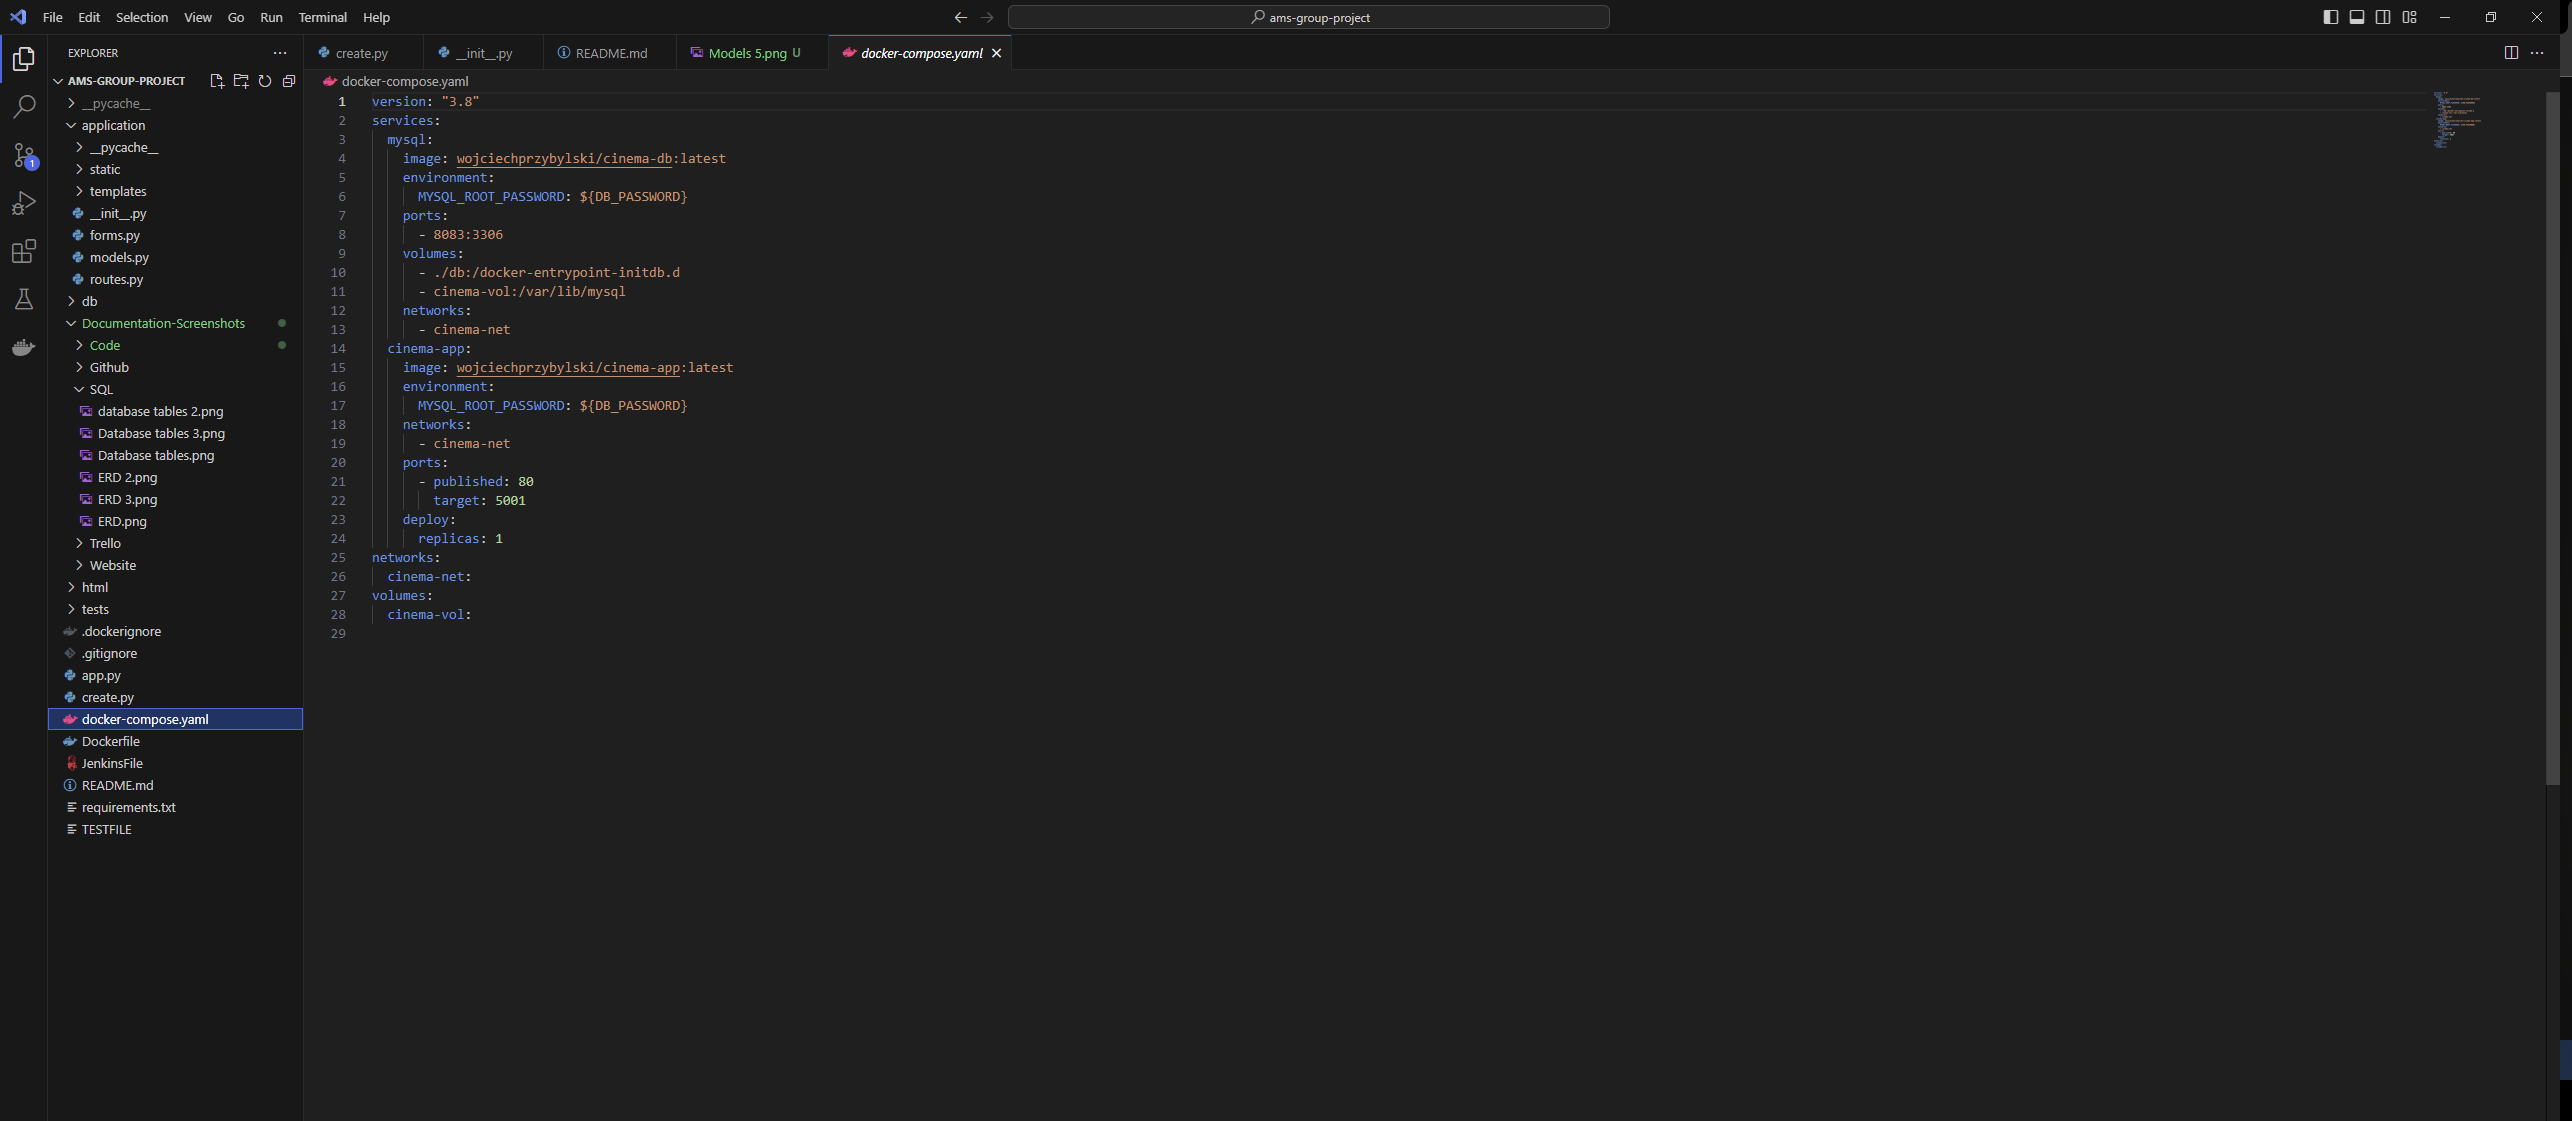 File Edit Selection View Go Run Terminal Help
ams-group-project
EXPLORER
AMS-GROUP-PROJECT
__pycache__
application
__pycache__
static
templates
__init__.py
forms.py
models.py
routes.py
db
Documentation-Screenshots
Code
Github
SQL
database tables 2.png
Database tables 3.png
Database tables.png
ERD 2.png
ERD 3.png
ERD.png
Trello
Website
html
tests
.dockerignore
.gitignore
app.py
create.py
docker-compose.yaml
Dockerfile
JenkinsFile
README.md
requirements.txt
TESTFILE
1
create.py __init__.py README.md Models 5.png U docker-compose.yaml
docker-compose.yaml
1 version: "3.8"
2 services:
3 mysql:
4 image: wojciechprzybylski/cinema-db:latest
5 environment:
6 MYSQL_ROOT_PASSWORD: ${DB_PASSWORD}
7 ports:
8 - 8083:3306
9 volumes:
10 - ./db:/docker-entrypoint-initdb.d
11 - cinema-vol:/var/lib/mysql
12 networks:
13 - cinema-net
14 cinema-app:
15 image: wojciechprzybylski/cinema-app:latest
16 environment:
17 MYSQL_ROOT_PASSWORD: ${DB_PASSWORD}
18 networks:
19 - cinema-net
20 ports:
21 - published: 80
22 target: 5001
23 deploy:
24 replicas: 1
25 networks:
26 cinema-net:
27 volumes:
28 cinema-vol:
29